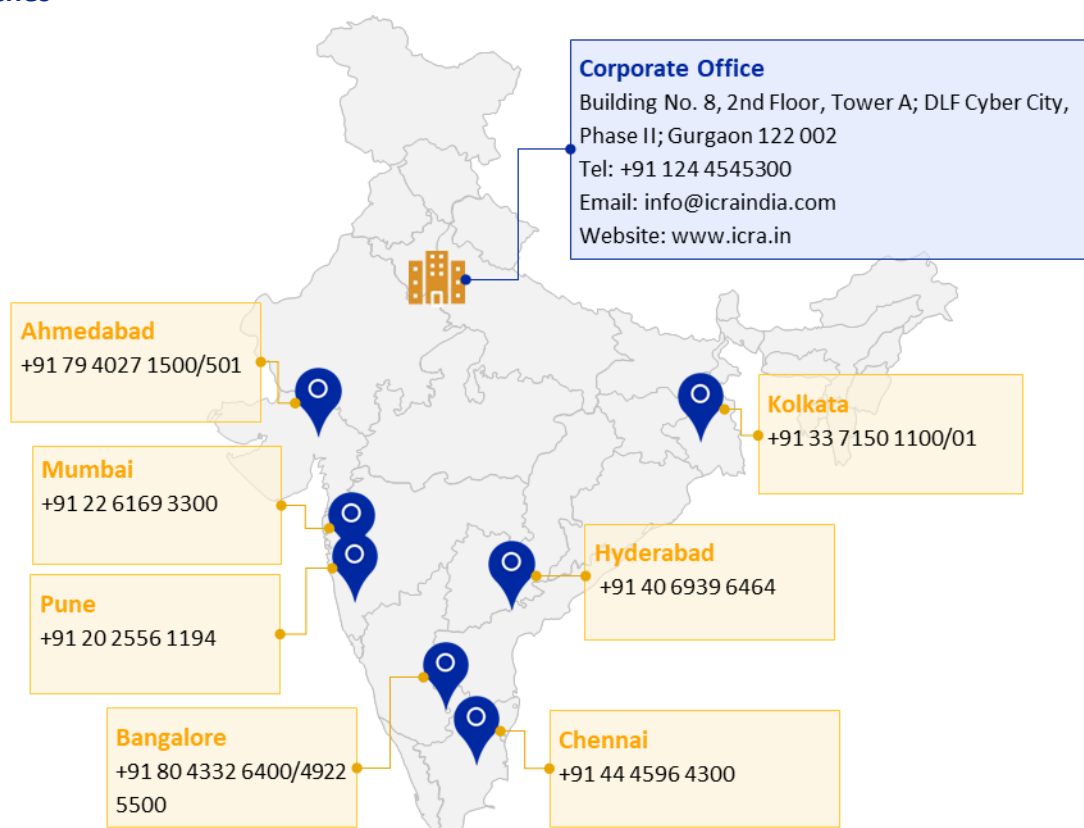 Corporate Office
Building No. 8, 2nd Floor, Tower A; DLF Cyber City,
Phase II; Gurgaon 122 002
Tel: +91 124 4545300
Email: info@icraindia.com
Website: www.icra.in
Ahmedabad
+91 79 4027 1500/501
Kolkata
+91 33 7150 1100/01
Mumbai
+91 22 6169 3300
Hyderabad
+91 40 6939 6464
Pune
+91 20 2556 1194
Bangalore
+91 80 4332 6400/4922
5500
Chennai
+91 44 4596 4300